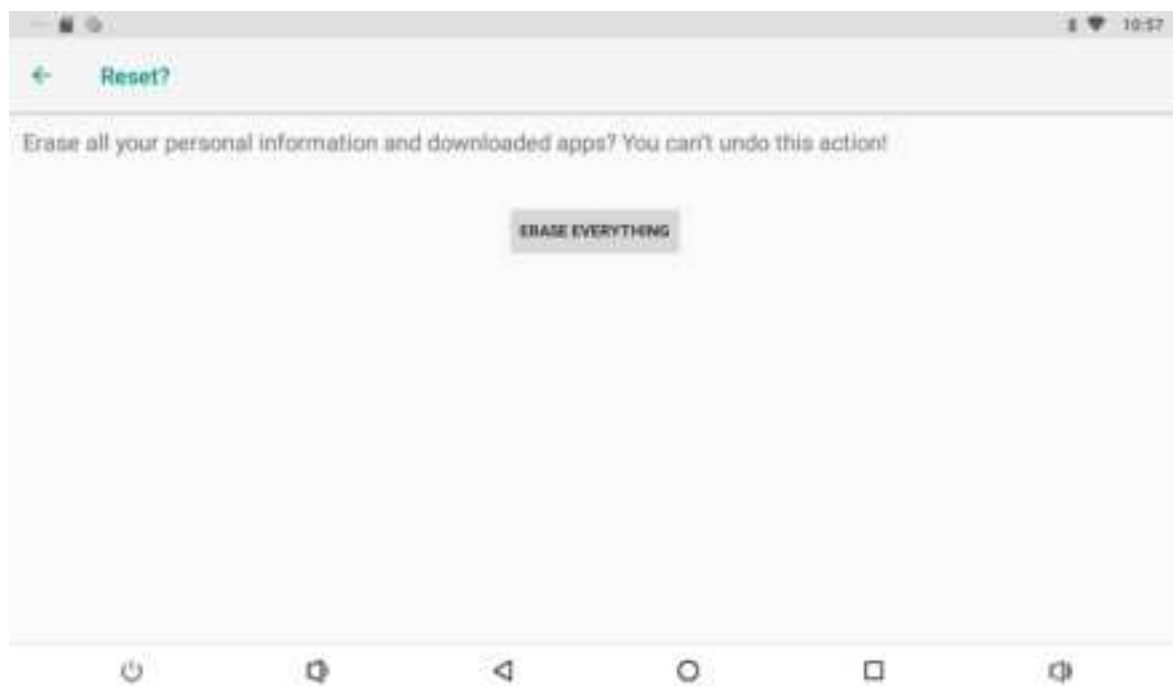 10:57
Reset?
Erase all your personal information and downloaded apps? You can't undo this action!
ERASE EVERYTHING